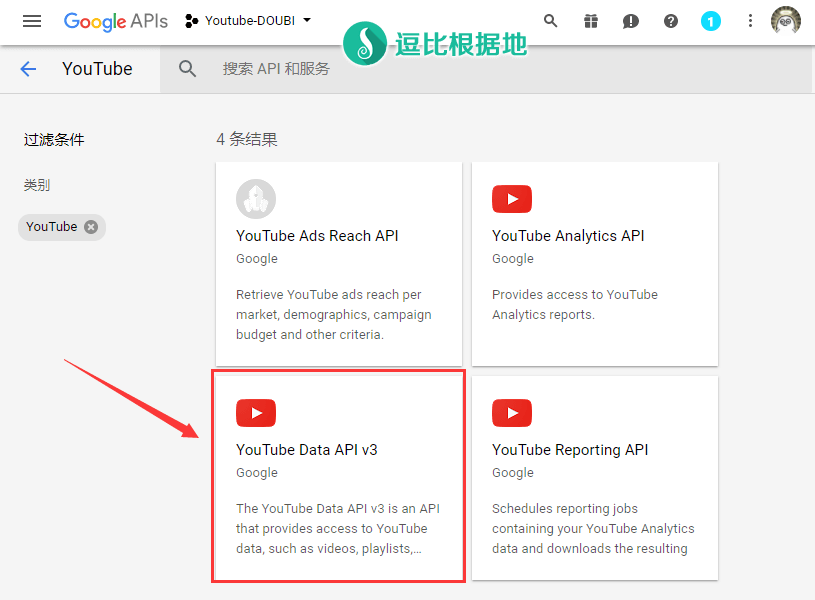 Google APIs
Youtube-DOUBI
逗比根据地
1
YouTube
搜索 API 和服务
过滤条件
类别
YouTube
4 条结果
YouTube Ads Reach API
Google
Retrieve YouTube ads reach per
market, demographics, campaign
budget and other criteria.
YouTube Analytics API
Google
Provides access to YouTube
Analytics reports.
YouTube Data API v3
Google
The YouTube Data API v3 is an API
that provides access to YouTube
data, such as videos, playlists,...
YouTube Reporting API
Google
Schedules reporting jobs
containing your YouTube Analytics
data and downloads the resulting